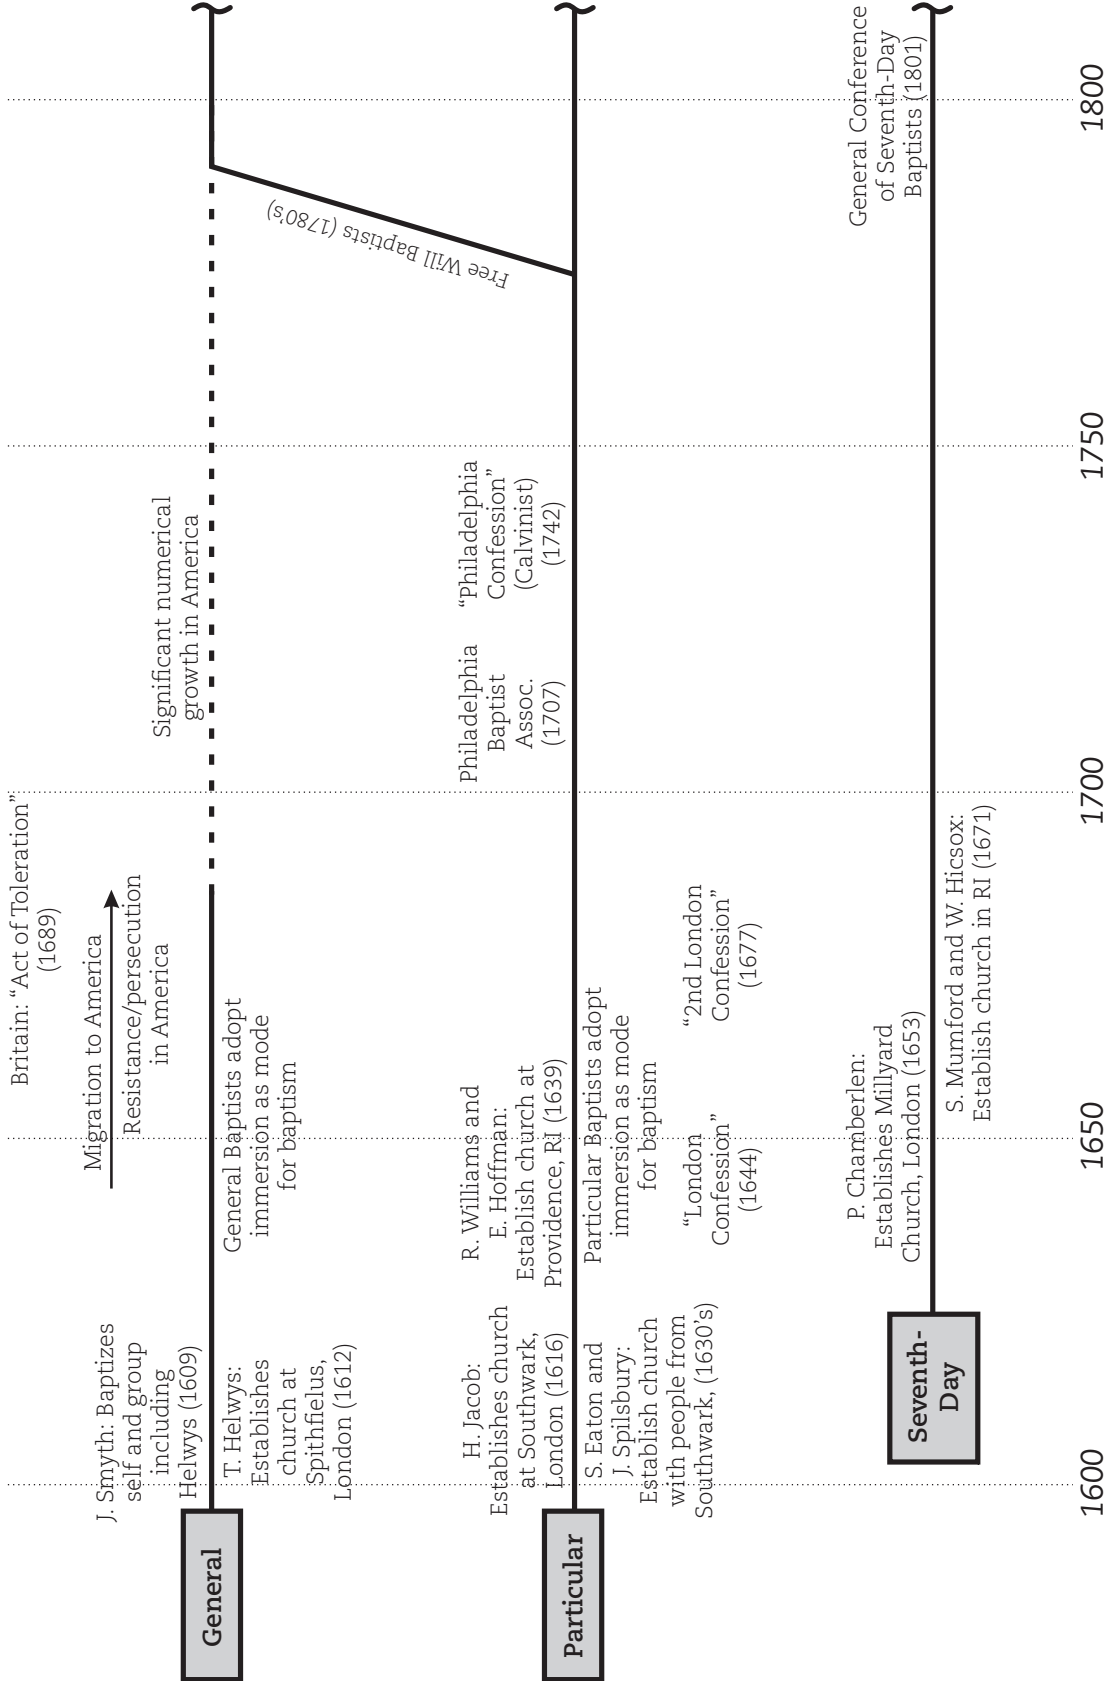 Britain: “Act of Toleration”
(1689)
Migration to America
Resistance/persecution
in America
J. Smyth: Baptizes
self and group
including
Helwys (1609)
Significant numerical
growth in America
General
T. Helwys:
Establishes
church at
Spithfielus,
London (1612)
General Baptists adopt
immersion as mode
for baptism
Free Will Baptists (1780’s)
H. Jacob:
Establishes church
at Southwark,
London (1616)
R. Williams and
E. Hoffman:
Establish church at
Providence, RI (1639)
Philadelphia
Baptist
Assoc.
(1707)
“Philadelphia
Confession”
(Calvinist)
(1742)
Particular
S. Eaton and
J. Spilsbury:
Establish church
with people from
Southwark, (1630’s)
Particular Baptists adopt
immersion as mode
for baptism
“London
Confession”
(1644)
“2nd London
Confession”
(1677)
P. Chamberlen:
Establishes Millyard
Church, London (1653)
General Conference
of Seventh-Day
Baptists (1801)
Seventh-
Day
S. Mumford and W. Hicsox:
Establish church in RI (1671)
1600
1650
1700
1750
1800